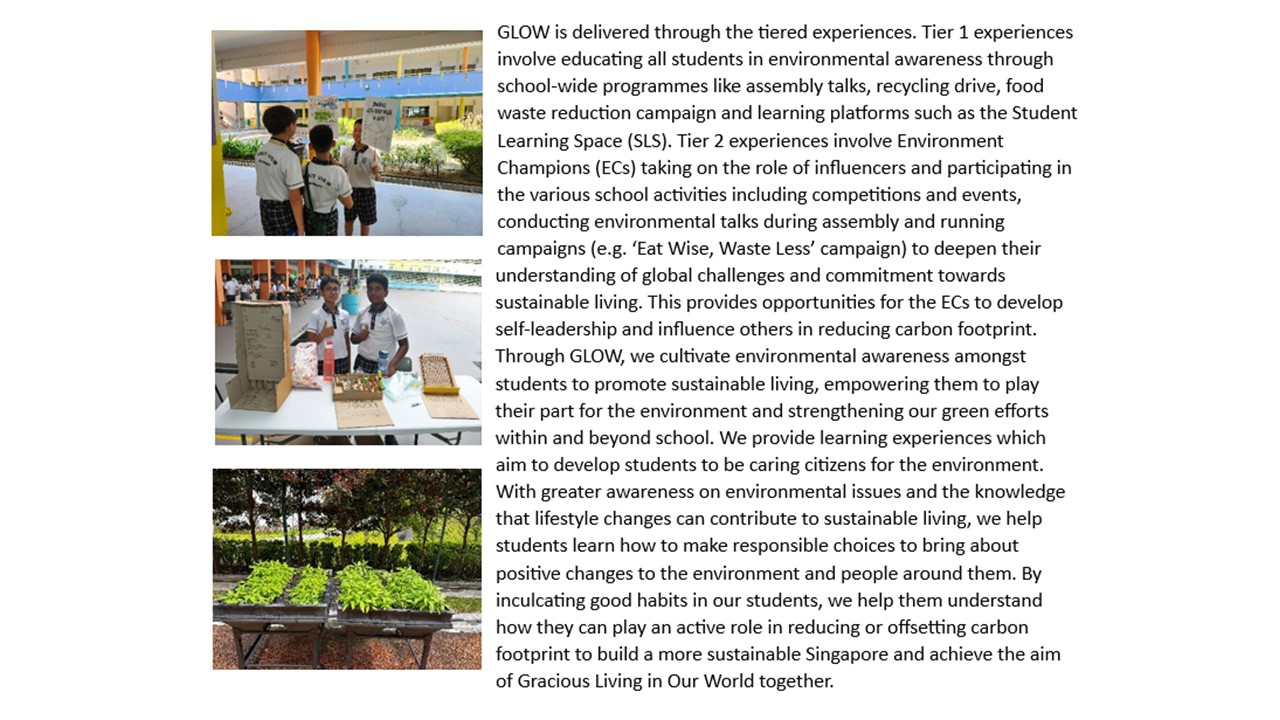 GLOW is delivered through the tiered experiences. Tier 1 experiences
involve educating all students in environmental awareness through
school-wide programmes like assembly talks, recycling drive, food
waste reduction campaign and learning platforms such as the Student
Learning Space (SLS). Tier 2 experiences involve Environment
Champions (ECs) taking on the role of influencers and participating in
the various school activities including competitions and events,
conducting environmental talks during assembly and running
campaigns (e.g. ‘Eat Wise, Waste Less’ campaign) to deepen their
understanding of global challenges and commitment towards
sustainable living. This provides opportunities for the ECs to develop
self-leadership and influence others in reducing carbon footprint.
Through GLOW, we cultivate environmental awareness amongst
students to promote sustainable living, empowering them to play
their part for the environment and strengthening our green efforts
within and beyond school. We provide learning experiences which
aim to develop students to be caring citizens for the environment.
With greater awareness on environmental issues and the knowledge
that lifestyle changes can contribute to sustainable living, we help
students learn how to make responsible choices to bring about
positive changes to the environment and people around them. By
inculcating good habits in our students, we help them understand
how they can play an active role in reducing or offsetting carbon
footprint to build a more sustainable Singapore and achieve the aim
of Gracious Living in Our World together.